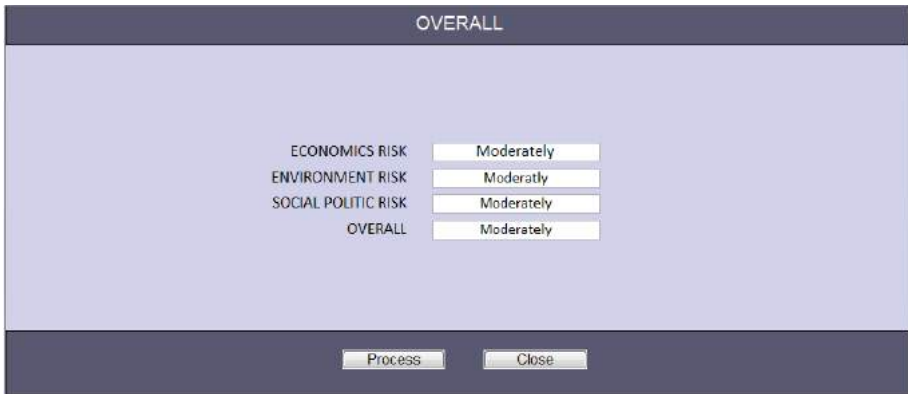 OVERALL
ECONOMICS RISK Moderately
ENVIRONMENT RISK Moderatly
SOCIAL POLITIC RISK Moderately
OVERALL Moderately
Process Close